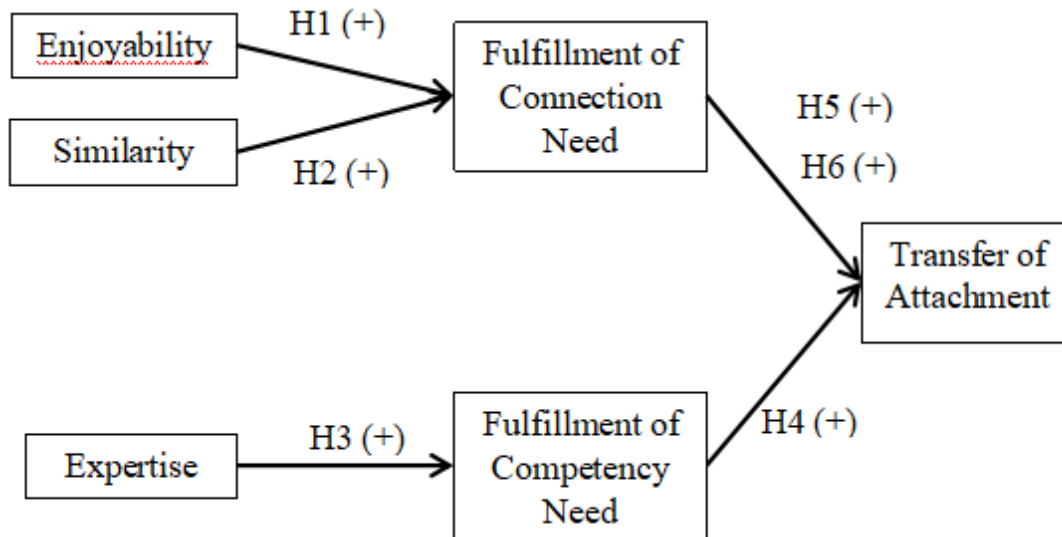 Enjoyability
H1 (+)
Similarity
H2 (+)
Fulfillment of
Connection
Need
H5 (+)
H6 (+)
Transfer of
Attachment
Expertise
H3 (+)
Fulfillment of
Competency
Need
H4 (+)